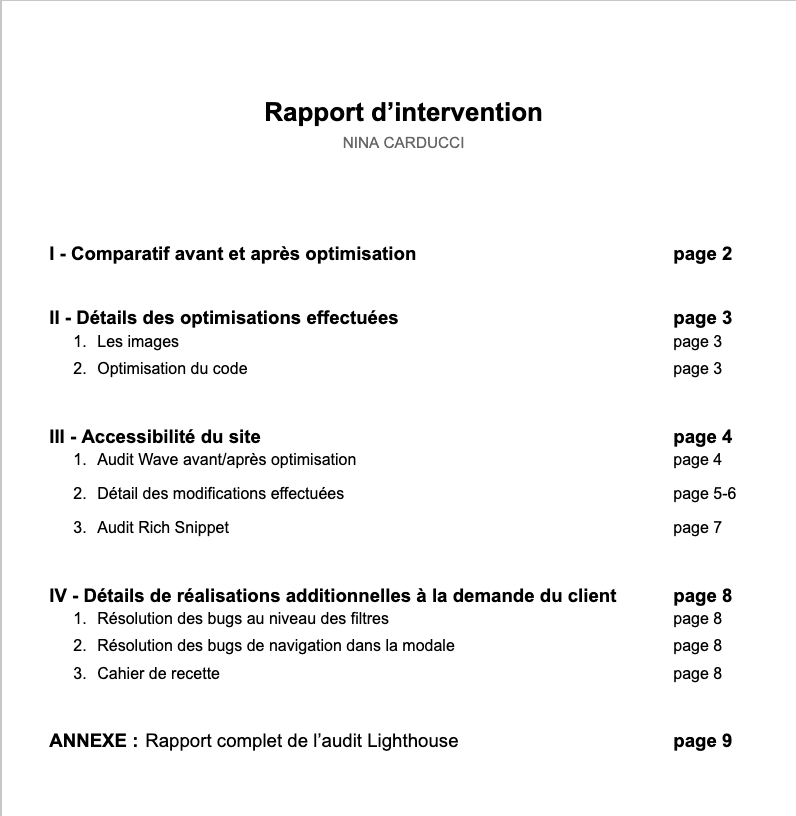 Rapport d’intervention
NINA CARDUCCI
I - Comparatif avant et après optimisation page 2
II - Détails des optimisations effectuées page 3
1. Les images page 3
2. Optimisation du code page 3
III - Accessibilité du site page 4
1. Audit Wave avant/après optimisation page 4
2. Détail des modifications effectuées page 5-6
3. Audit Rich Snippet page 7
IV - Détails de réalisations additionnelles à la demande du client page 8
1. Résolution des bugs au niveau des filtres page 8
2. Résolution des bugs de navigation dans la modale page 8
3. Cahier de recette page 8
ANNEXE : Rapport complet de l’audit Lighthouse page 9